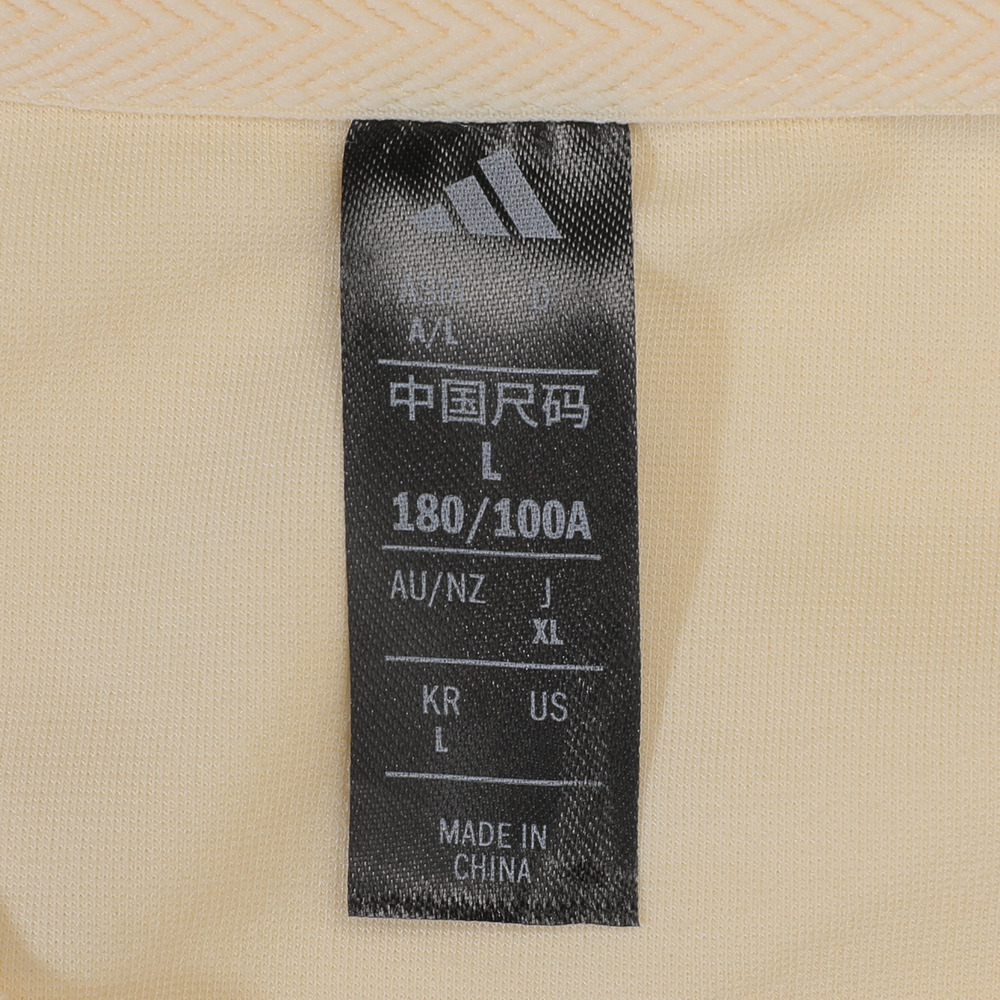 A/L
中国尺码
L
180/100A
AU/NZ J
XL
KR US
L
MADE IN
CHINA